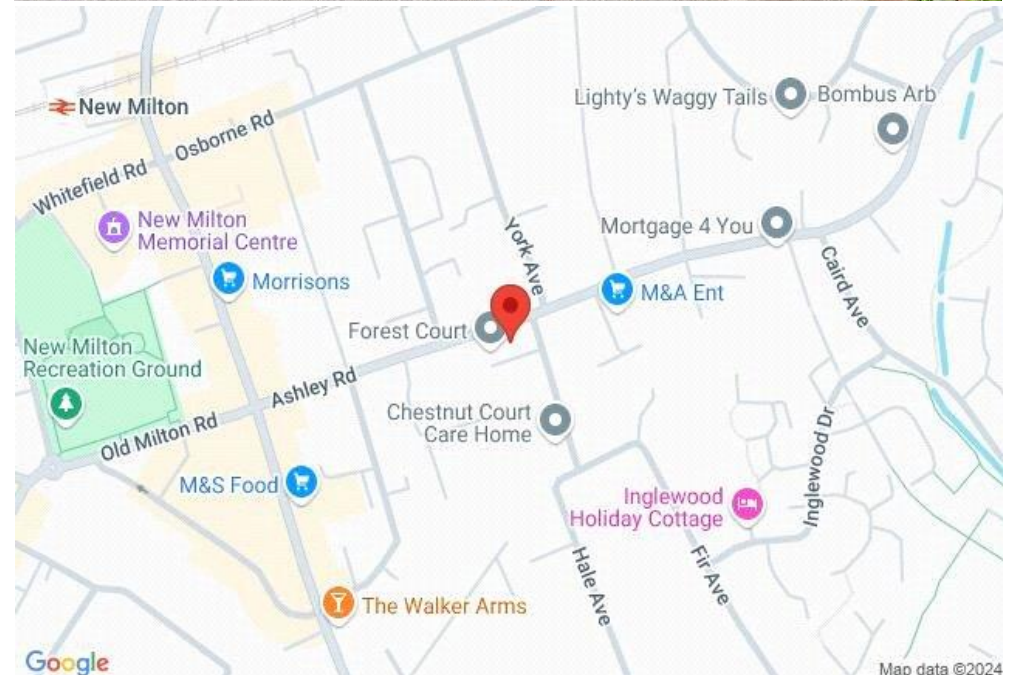 New Milton
Osborne Rd
Whitefield Rd
Lighty's Waggy Tails
Bombus Arb
New Milton
Memorial Centre
York Ave
Mortgage 4 You
Caird Ave
Morrisons
M&A Ent
Forest Court
New Milton
Recreation Ground
Ashley Rd
Old Milton Rd
Chestnut Court
Care Home
Inglewood Dr
M&S Food
Inglewood
Holiday Cottage
Hale Ave
Fir Ave
The Walker Arms
Google
Map data ©2024